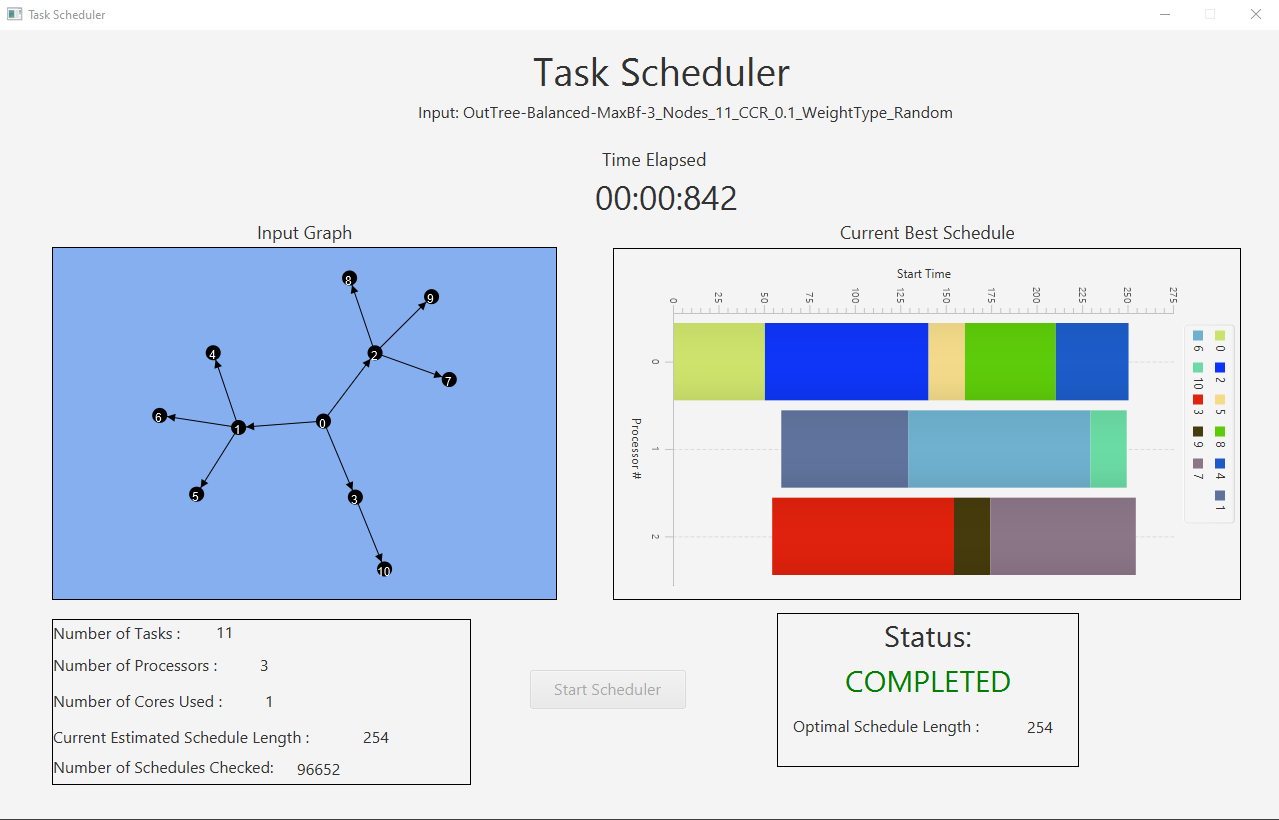 Task Scheduler
Task Scheduler
Input: OutTree-Balanced-MaxBf-3_Nodes_11_CCR_0.1_WeightType_Random
Time Elapsed
00:00:842
Input Graph
8
9
4
2
7
6
1
0
5
3
10
Current Best Schedule
Start Time
0 25 50 75 100 125 150 175 200 225 250 275
Processor #
0
1
2
0 2 5 8 4 1
6 10 3 9 7
Number of Tasks : 11
Number of Processors : 3
Number of Cores Used : 1
Current Estimated Schedule Length : 254
Number of Schedules Checked: 96652
Start Scheduler
Status:
COMPLETED
Optimal Schedule Length : 254